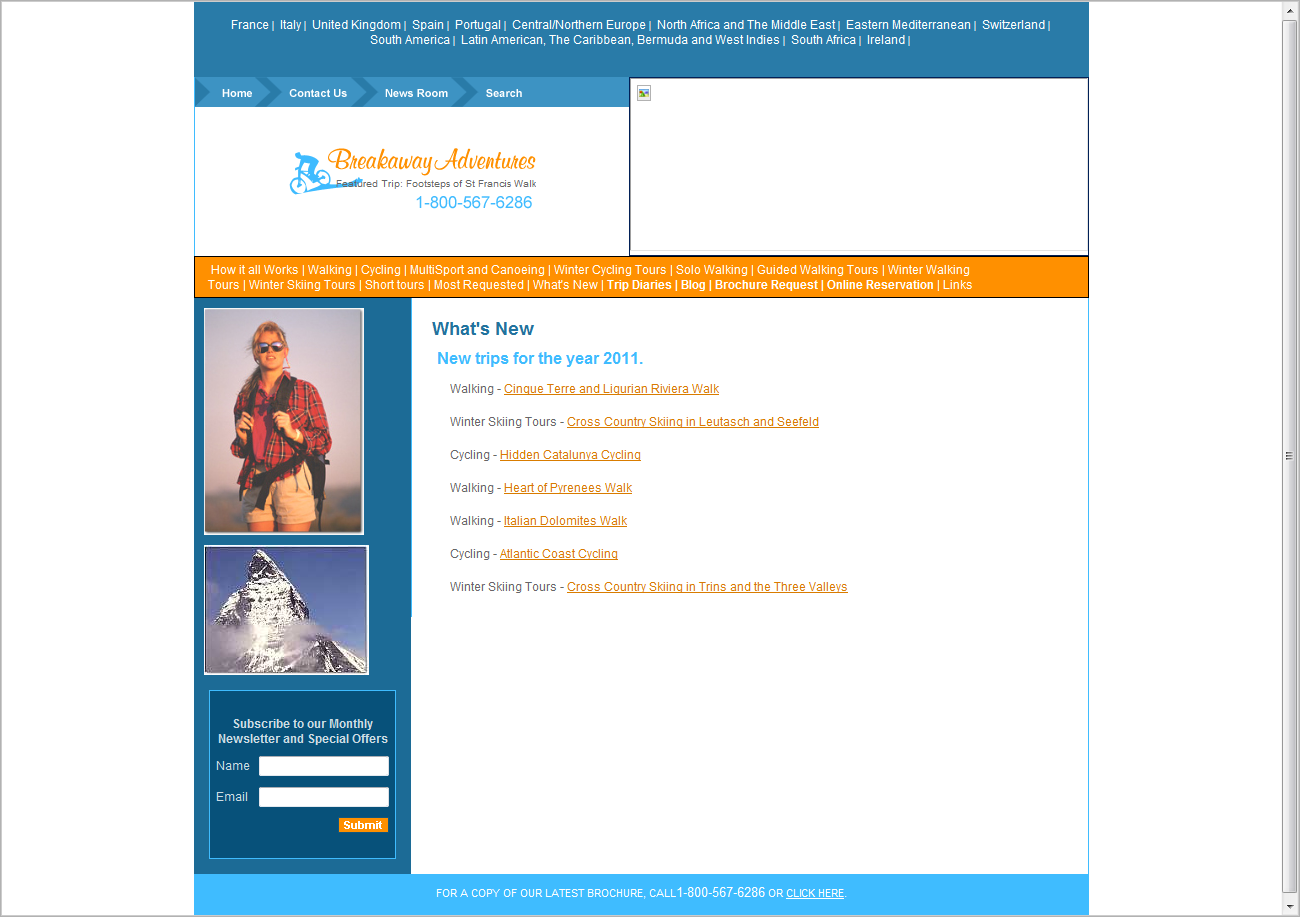 France | Italy | United Kingdom | Spain | Portugal | Central/Northern Europe | North Africa and The Middle East | Eastern Mediterranean | Switzerland |
South America | Latin American, The Caribbean, Bermuda and West Indies | South Africa | Ireland |
Home Contact Us News Room Search
Breakaway Adventures
Featured Trip: Footsteps of St Francis Walk
1-800-567-6286
How it all Works | Walking | Cycling | MultiSport and Canoeing | Winter Cycling Tours | Solo Walking | Guided Walking Tours | Winter Walking
Tours | Winter Skiing Tours | Short tours | Most Requested | What's New | Trip Diaries | Blog | Brochure Request | Online Reservation | Links
What's New
New trips for the year 2011.
Walking - Cinque Terre and Ligurian Riviera Walk
Winter Skiing Tours - Cross Country Skiing in Leutasch and Seefeld
Cycling - Hidden Catalunya Cycling
Walking - Heart of Pyrenees Walk
Walking - Italian Dolomites Walk
Cycling - Atlantic Coast Cycling
Winter Skiing Tours - Cross Country Skiing in Trins and the Three Valleys
Subscribe to our Monthly
Newsletter and Special Offers
Name
Email
Submit
FOR A COPY OF OUR LATEST BROCHURE, CALL1-800-567-6286 OR CLICK HERE.